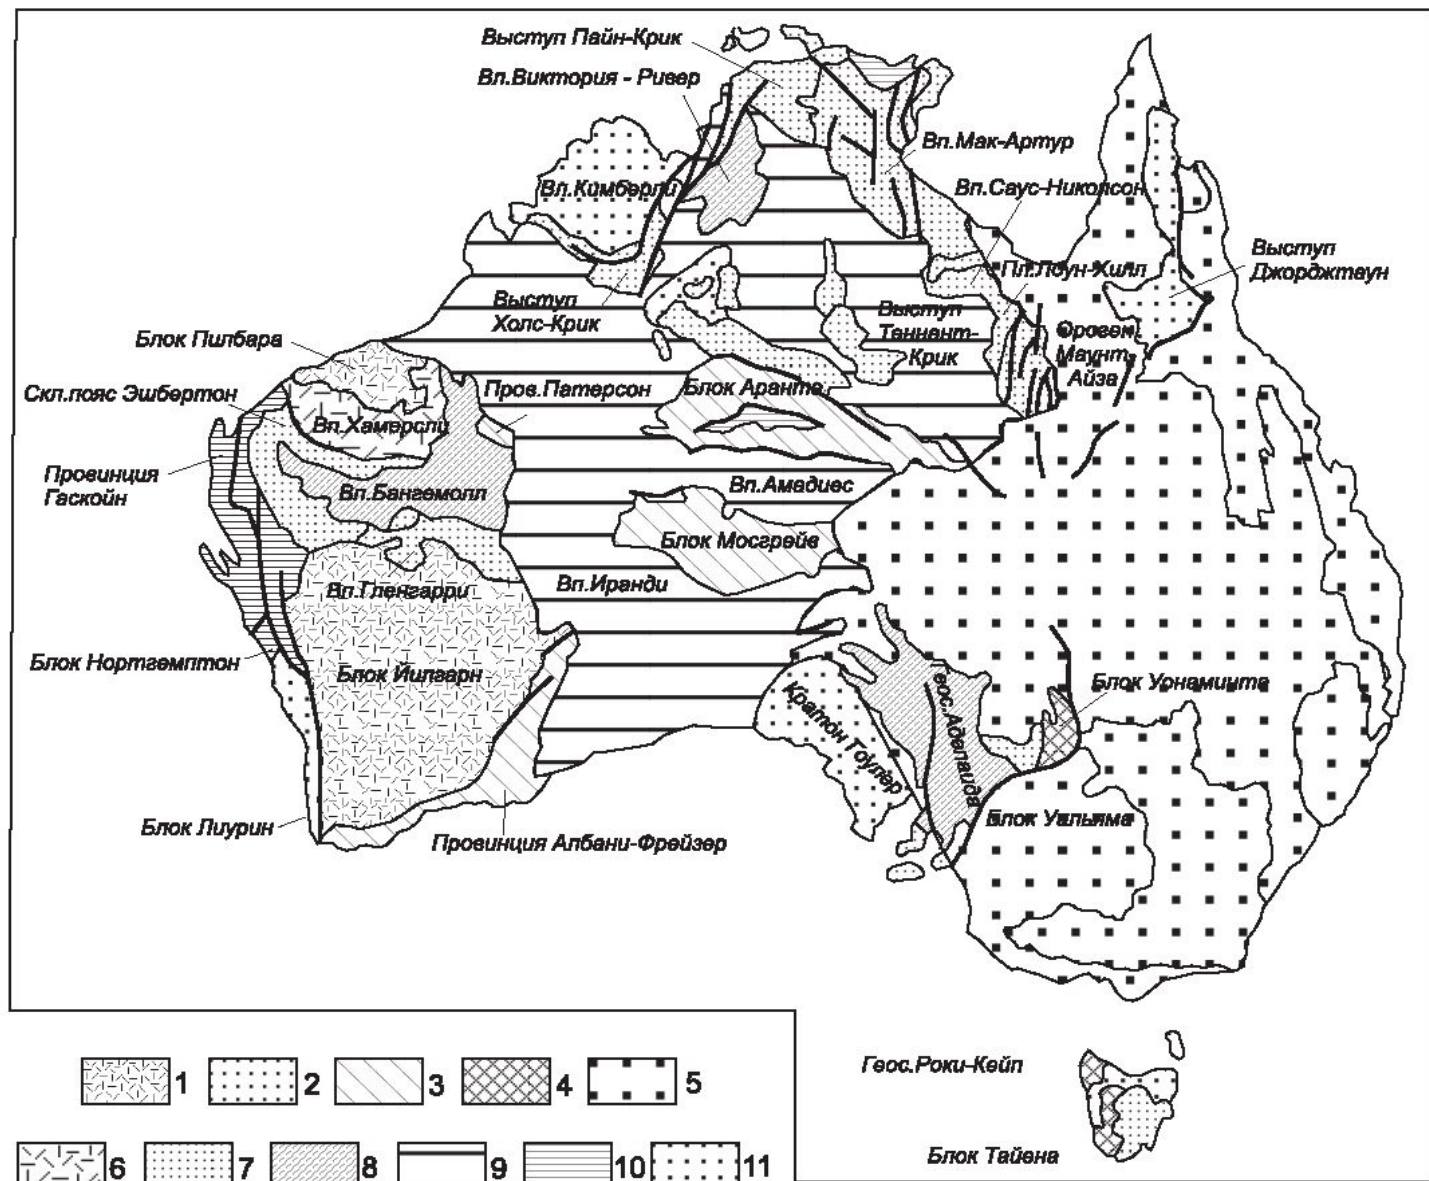 Выступ Пайн-Крик
Вп.Виктория - Ривер
Вп.Мак-Артур
Вп.Кимберли
Вп.Саус-Николсон
Выступ
Джорджтаун
Пл.Лоун-Хилл
Выступ
Холс-Крик
Выступ
Теннент-
Крик
Ороген
Маунт-
Айза
Блок Пилбара
Скл.пояс Эшбертон
Пров.Патерсон
Блок Арантa
Вп.Хамерсли
Провинция
Гаскойн
Вп.Бангемолл
Вп.Амадиес
Блок Мосгрейв
Вп.Гленгарри
Вп.Иранди
Блок Нортгемптон
Блок Йилгарн
Геос.Аделаида
Блок Уонаминта
Кратон Гоулер
Блок Лиурин
Провинция Албани-Фрейзер
Блок Уальяма
Геос.Роки-Кейп
Блок Тайена
1
2
3
4
5
6
7
8
9
10
11